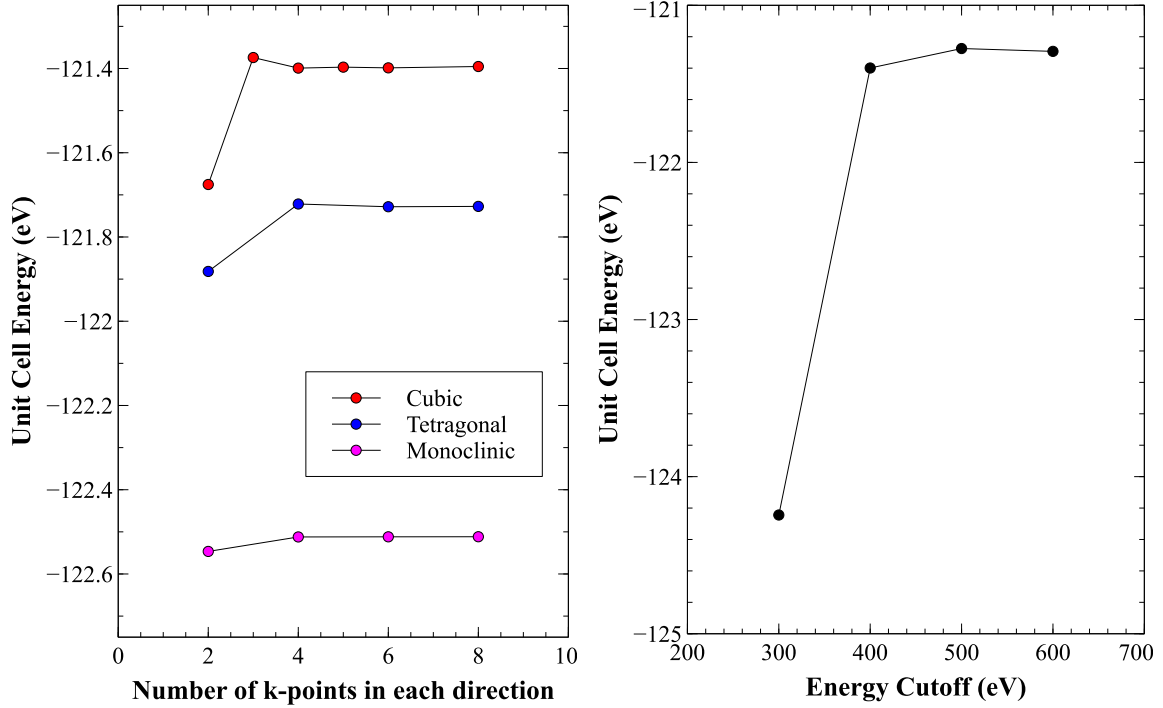 −121.4
−121.6
−121.8
−122
−122.2
−122.4
−122.6
Unit Cell Energy (eV)
Cubic
Tetragonal
Monoclinic
0 2 4 6 8 10
Number of k-points in each direction
−121
−122
−123
−124
−125
Unit Cell Energy (eV)
200 300 400 500 600 700
Energy Cutoff (eV)